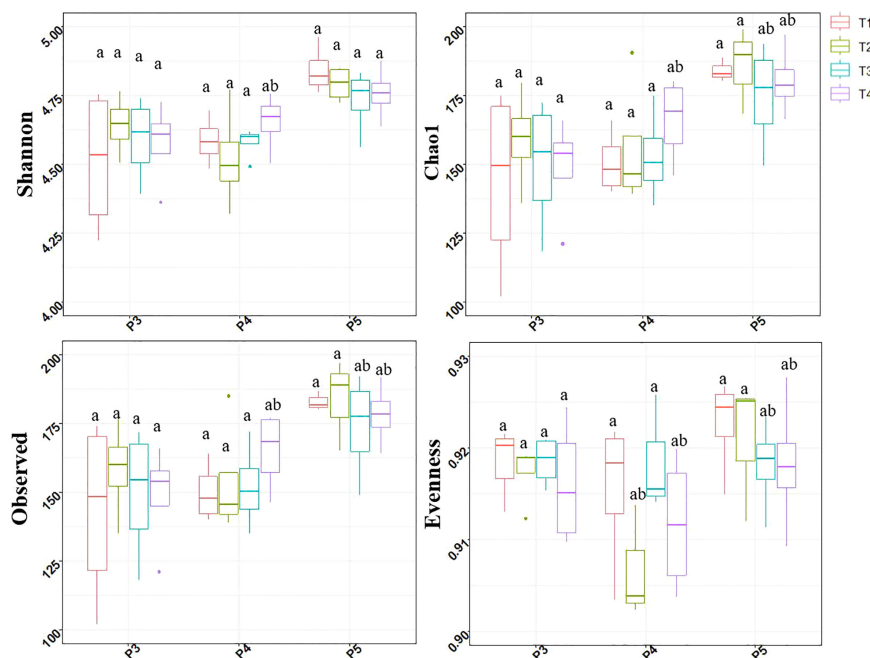 Shannon
5.00
4.75
4.50
4.25
4.00
a a a a
a a a ab
a a a a
P3 P4 P5
Chao1
175
150
125
100
a a a a
a a a ab
a a ab ab
P3 P4 P5
T1
T2
T3
T4
Observed
200
175
150
125
100
a a a a
a a a ab
a a ab ab
P3 P4 P5
Evenness
0.93
0.92
0.91
0.90
a a a a
a ab a ab
a a ab ab
P3 P4 P5